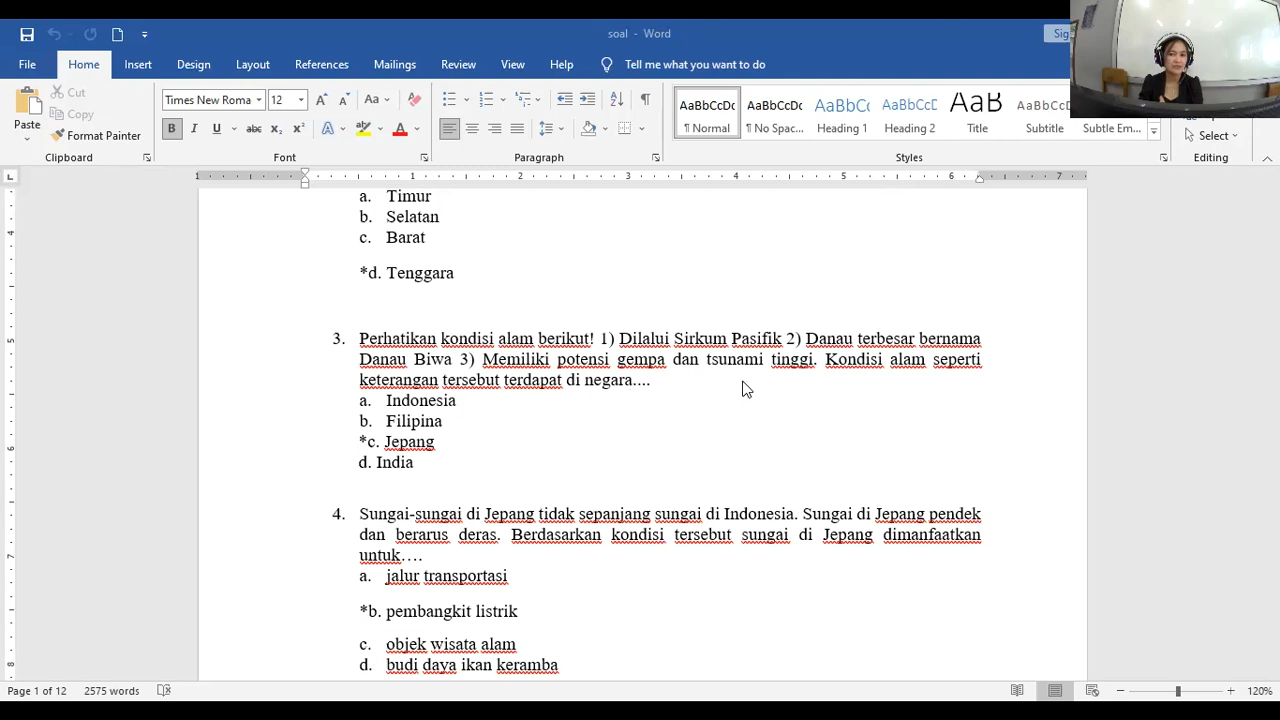 soal - Word
File Home Insert Design Layout References Mailings Review View Help Tell me what you want to do
Paste
Cut
Copy
Format Painter
Clipboard
Times New Roma 12
Font
Paragraph
AaBbCcDc AaBbCcDc AaBbCc AaBbCcD AaB AaBbC
¶ Normal ¶ No Spac... Heading 1 Heading 2 Title Subtitle Subtle Em...
Styles
Select
Editing
a. Timur
b. Selatan
c. Barat
*d. Tenggara
3. Perhatikan kondisi alam berikut! 1) Dilalui Sirkum Pasifik 2) Danau terbesar bernama
Danau Biwa 3) Memiliki potensi gempa dan tsunami tinggi. Kondisi alam seperti
keterangan tersebut terdapat di negara....
a. Indonesia
b. Filipina
*c. Jepang
d. India
4. Sungai-sungai di Jepang tidak sepanjang sungai di Indonesia. Sungai di Jepang pendek
dan berarus deras. Berdasarkan kondisi tersebut sungai di Jepang dimanfaatkan
untuk….
a. jalur transportasi
*b. pembangkit listrik
c. objek wisata alam
d. budi daya ikan keramba
Page 1 of 12 2575 words 120%